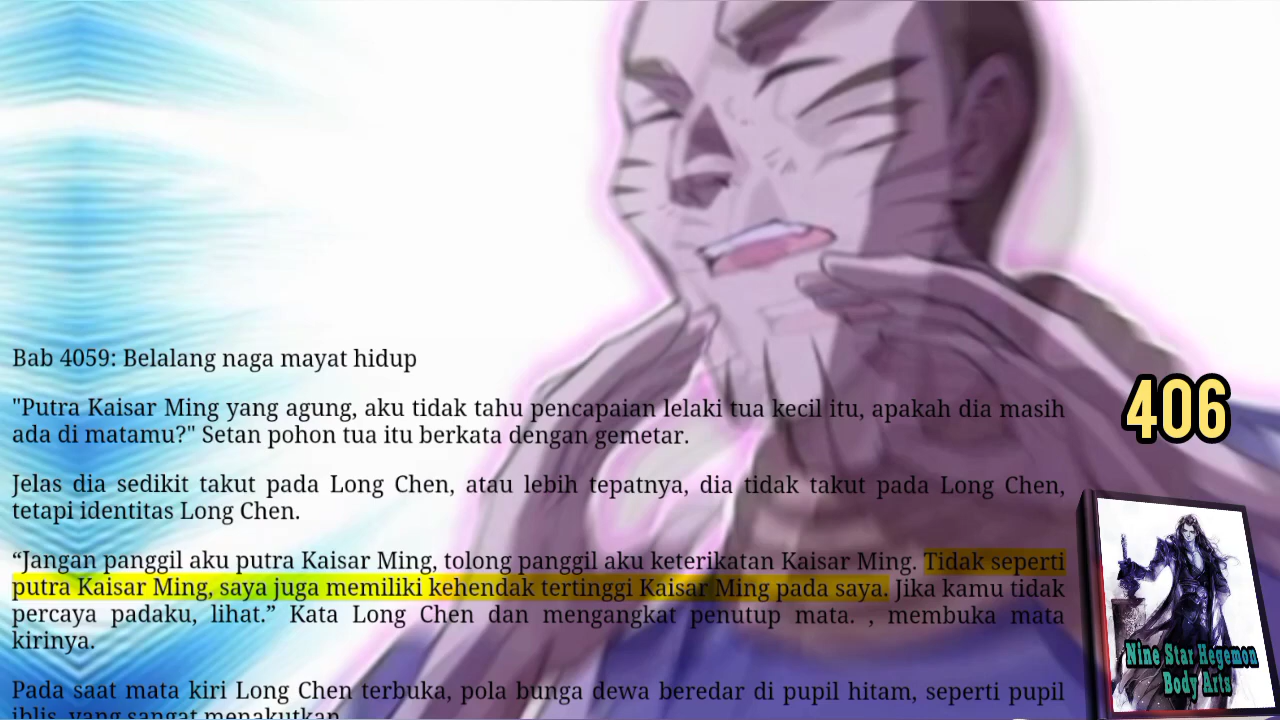 Bab 4059: Belalang naga mayat hidup
"Putra Kaisar Ming yang agung, aku tidak tahu pencapaian lelaki tua kecil itu, apakah dia masih
ada di matamu?" Setan pohon tua itu berkata dengan gemetar.
Jelas dia sedikit takut pada Long Chen, atau lebih tepatnya, dia tidak takut pada Long Chen,
tetapi identitas Long Chen.
“Jangan panggil aku putra Kaisar Ming, tolong panggil aku keterikatan Kaisar Ming. Tidak seperti
putra Kaisar Ming, saya juga memiliki kehendak tertinggi Kaisar Ming pada saya. Jika kamu tidak
percaya padaku, lihat.” Kata Long Chen dan mengangkat penutup mata. , membuka mata
kirinya.
Pada saat mata kiri Long Chen terbuka, pola bunga dewa beredar di pupil hitam, seperti pupil
iblis, yang sangat menakutkan.
406
Nine Star Hegemon
Body Arts